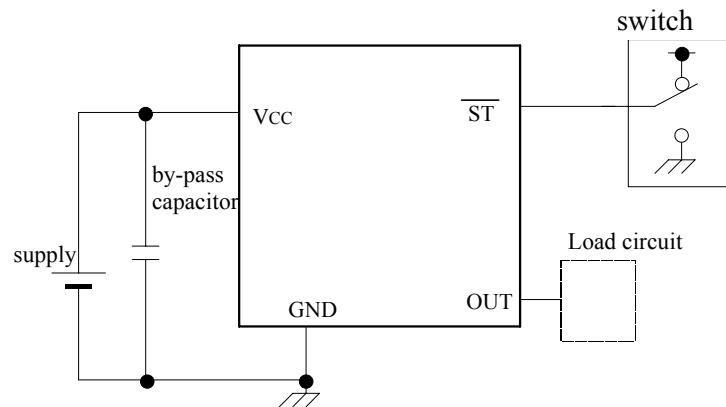 switch
VCC
ST
by-pass
capacitor
supply
Load circuit
OUT
GND